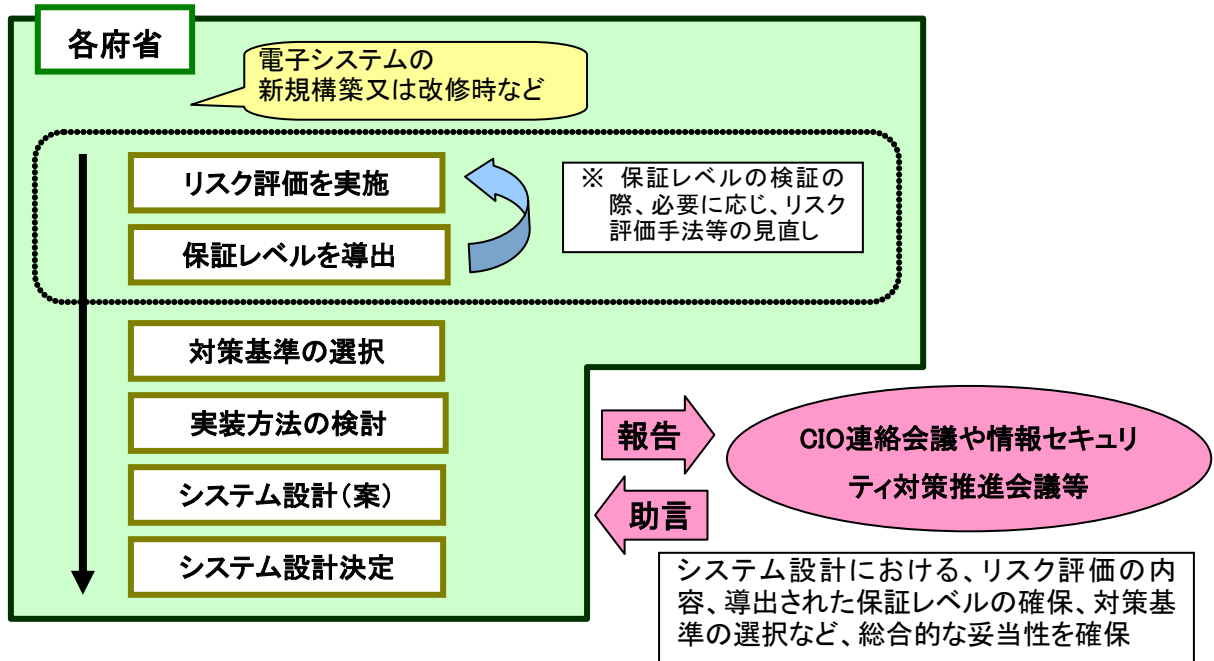 各府省
電子システムの
新規構築又は改修時など
リスク評価を実施
保証レベルを導出
※ 保証レベルの検証の
際、必要に応じ、リスク
評価手法等の見直し
対策基準の選択
実装方法の検討
システム設計(案)
システム設計決定
報告
助言
CIO連絡会議や情報セキュリ
ティ対策推進会議等
システム設計における、リスク評価の内
容、導出された保証レベルの確保、対策基
準の選択など、総合的な妥当性を確保